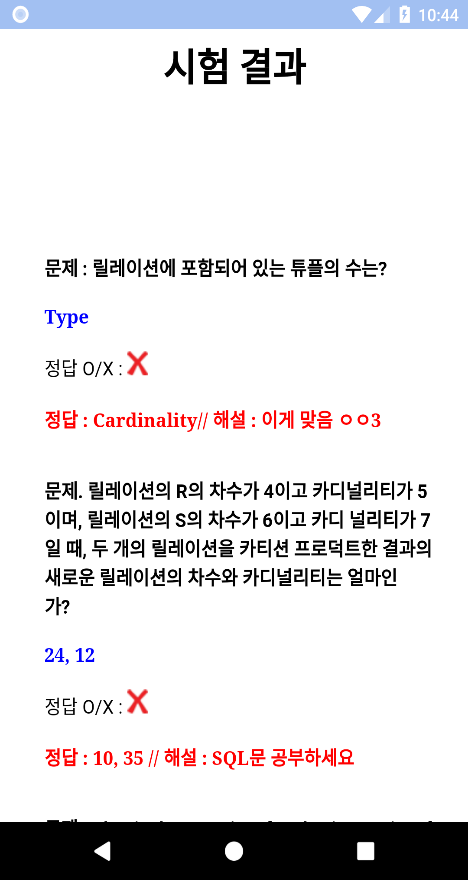 10:44
시험 결과
문제 : 릴레이션에 포함되어 있는 튜플의 수는?
Type
정답 O/X :
정답 : Cardinality// 해설 : 이게 맞음 ㅇㅇ3
문제. 릴레이션의 R의 차수가 4이고 카디널리티가 5
이며, 릴레이션의 S의 차수가 6이고 카디 널리티가 7
일 때, 두 개의 릴레이션을 카티션 프로덕트한 결과의
새로운 릴레이션의 차수와 카디널리티는 얼마인
가?
24, 12
정답 O/X :
정답 : 10, 35 // 해설 : SQL문 공부하세요